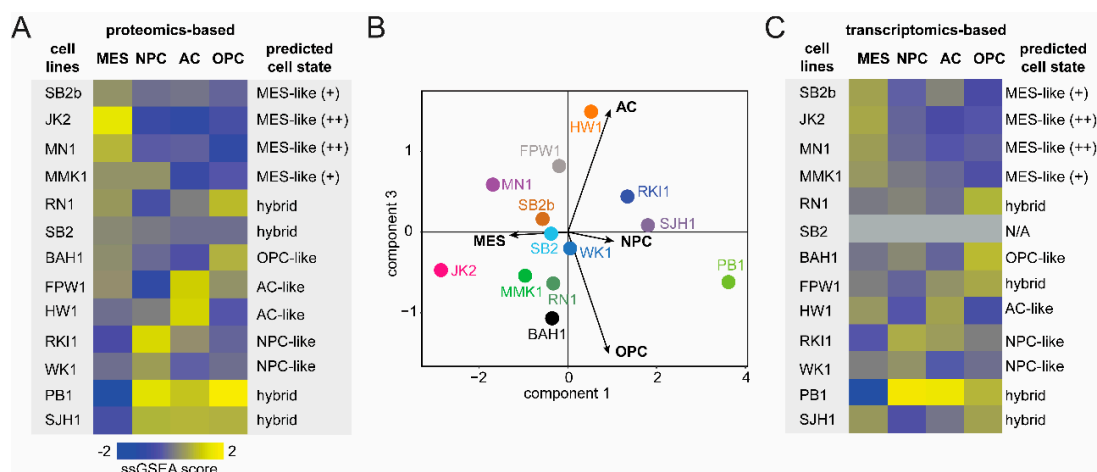 A
proteomics-based
cell lines
MES NPC AC OPC
predicted cell state
SB2b MES-like (+)
JK2 MES-like (++)
MN1 MES-like (++)
MMK1 MES-like (+)
RN1 hybrid
SB2 hybrid
BAH1 OPC-like
FPW1 AC-like
HW1 AC-like
RKI1 NPC-like
WK1 NPC-like
PB1 hybrid
SJH1 hybrid
-2 2
ssGSEA score
B
AC
HW1
1
FPW1
MN1
RKI1
SB2b
SJH1
0
MES
NPC
SB2
WK1
JK2
PB1
MMK1
RN1
−1
BAH1
OPC
component 3
−2 0 2 4
component 1
C
transcriptomics-based
cell lines
MES NPC AC OPC
predicted cell state
SB2b MES-like (+)
JK2 MES-like (++)
MN1 MES-like (++)
MMK1 MES-like (+)
RN1 hybrid
SB2 N/A
BAH1 OPC-like
FPW1 hybrid
HW1 AC-like
RKI1 NPC-like
WK1 NPC-like
PB1 hybrid
SJH1 hybrid